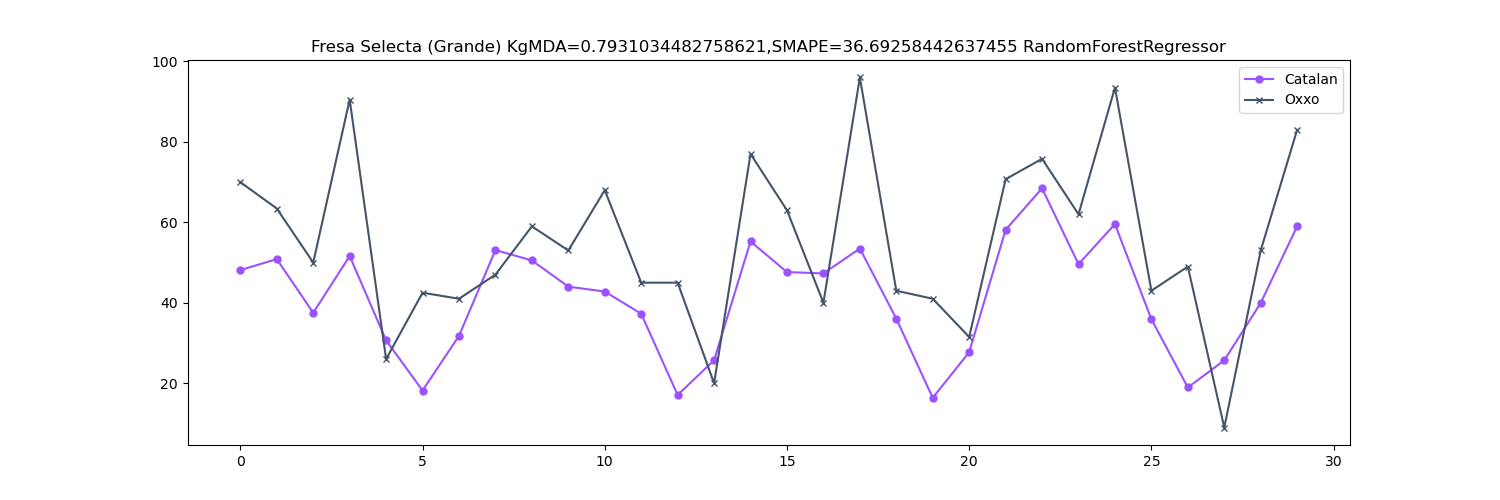 Fresa Selecta (Grande) KgMDA=0.7931034482758621,SMAPE=36.69258442637455 RandomForestRegressor
Catalan
Oxxo
100
80
60
40
20
0 5 10 15 20 25 30